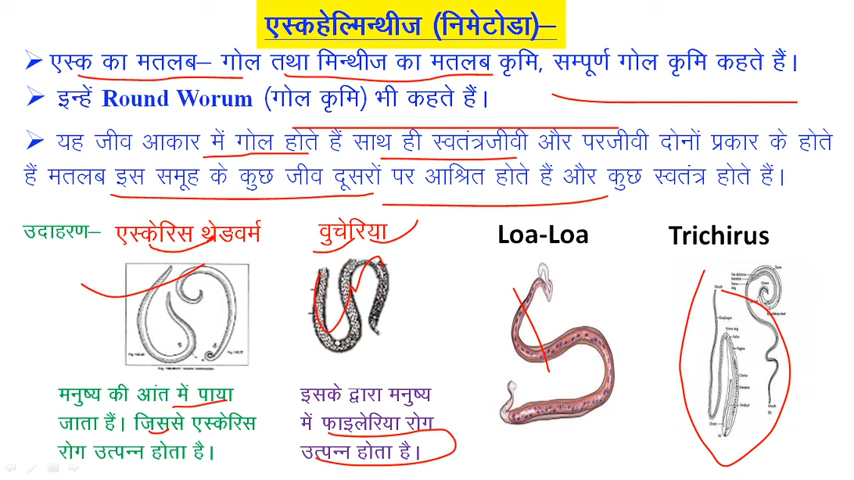 एस्कहेल्मिन्थीज (निमेटोडा)–
➢ एस्क का मतलब– गोल तथा मिन्थीज का मतलब कृमि, सम्पूर्ण गोल कृमि कहते हैं।
➢ इन्हें Round Worum (गोल कृमि) भी कहते हैं।
➢ यह जीव आकार में गोल होते हैं साथ ही स्वतंत्रजीवी और परजीवी दोनों प्रकार के होते
हैं मतलब इस समूह के कुछ जीव दूसरों पर आश्रित होते हैं और कुछ स्वतंत्र होते हैं।
उदाहरण– एस्केरिस थ्रेडवर्म वुचेरिया Loa-Loa Trichirus
मनुष्य की आंत में पाया
जाता हैं। जिससे एस्केरिस
रोग उत्पन्न होता है।
इसके द्वारा मनुष्य
में फाइलेरिया रोग
उत्पन्न होता है।